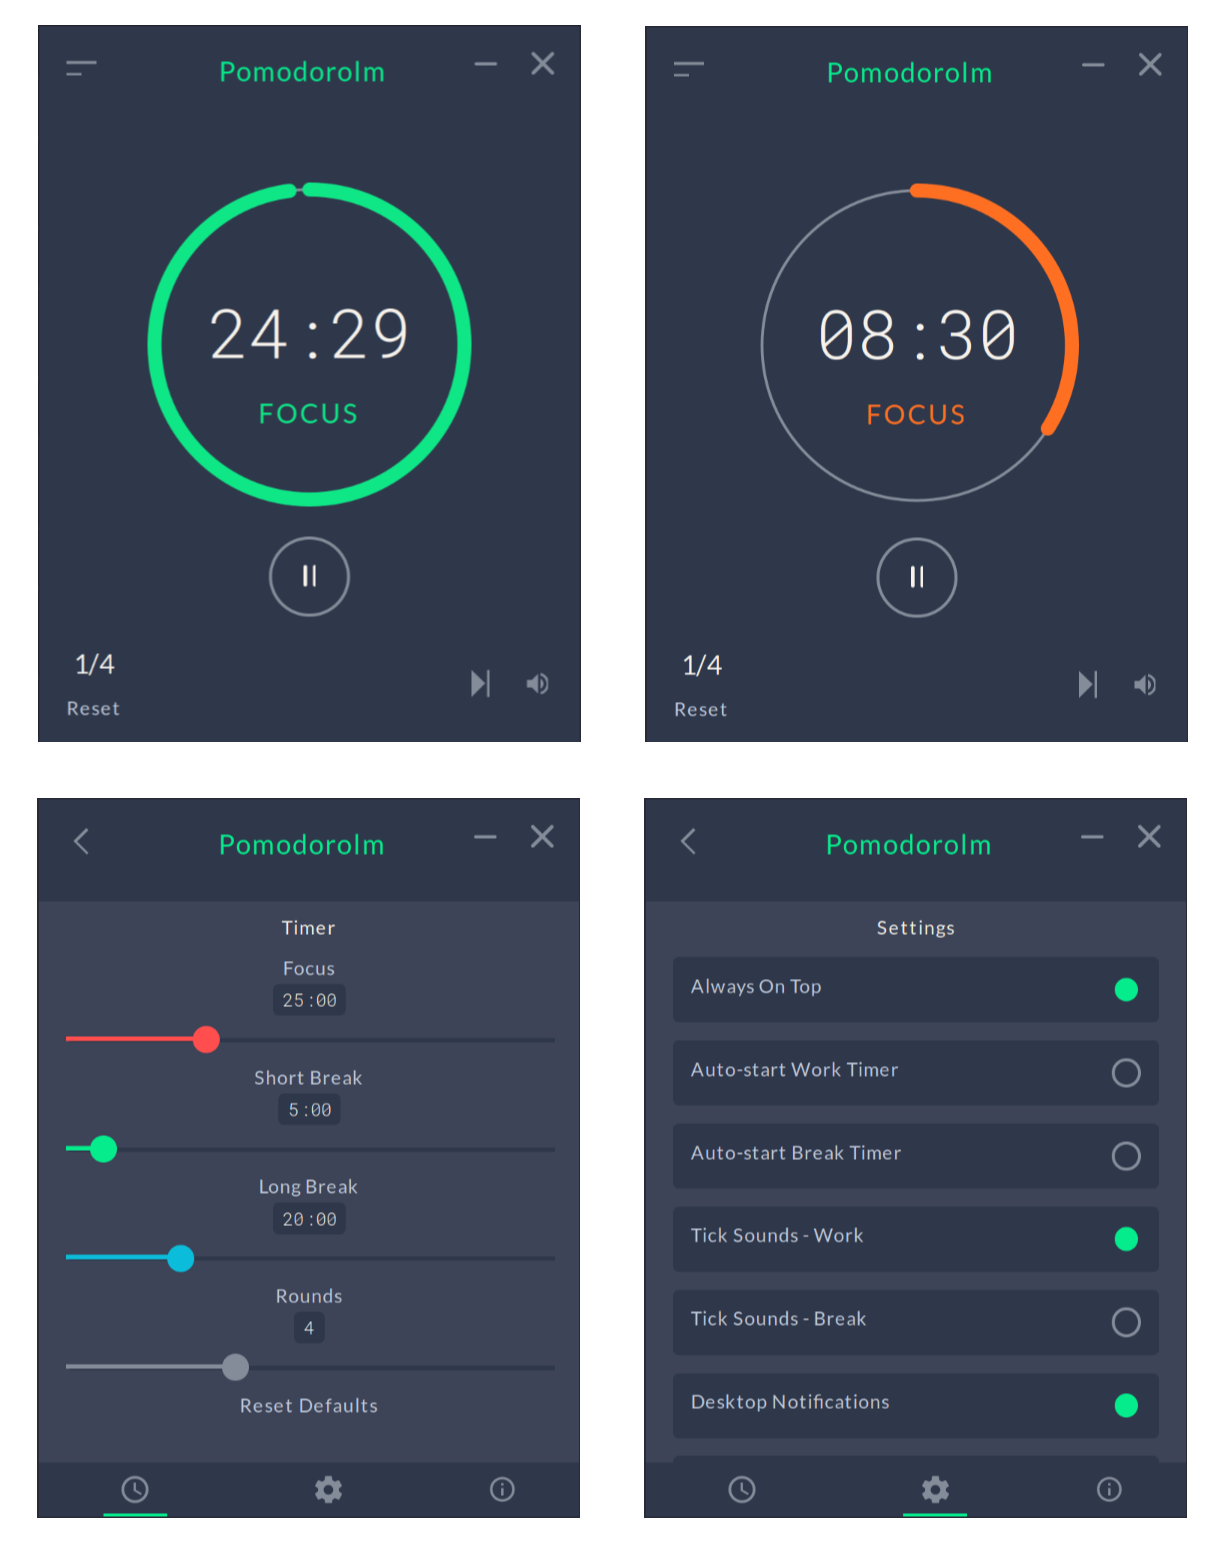 Pomodorolm
24:29
FOCUS
1/4
Reset
Pomodorolm
08:30
FOCUS
1/4
Reset
Pomodorolm
Timer
Focus
25:00
Short Break
5:00
Long Break
20:00
Rounds
4
Reset Defaults
Pomodorolm
Settings
Always On Top
Auto-start Work Timer
Auto-start Break Timer
Tick Sounds - Work
Tick Sounds - Break
Desktop Notifications